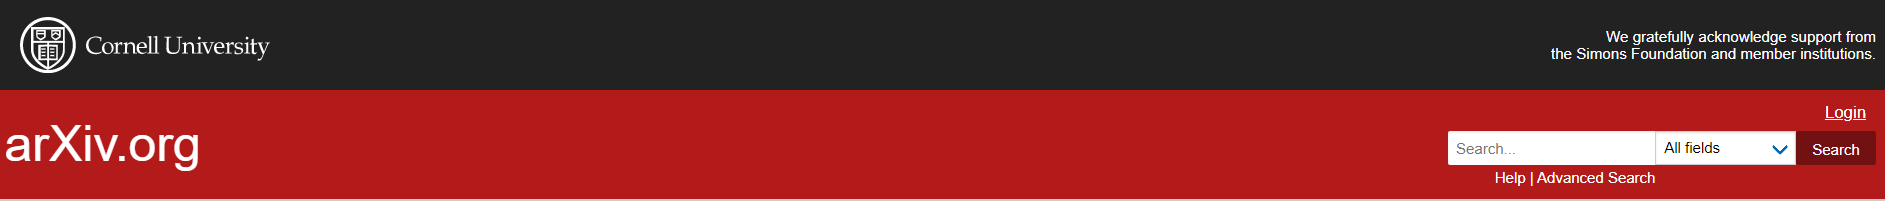 Cornell University
We gratefully acknowledge support from
the Simons Foundation and member institutions.
Login
arXiv.org
Search...
All fields
Search
Help | Advanced Search